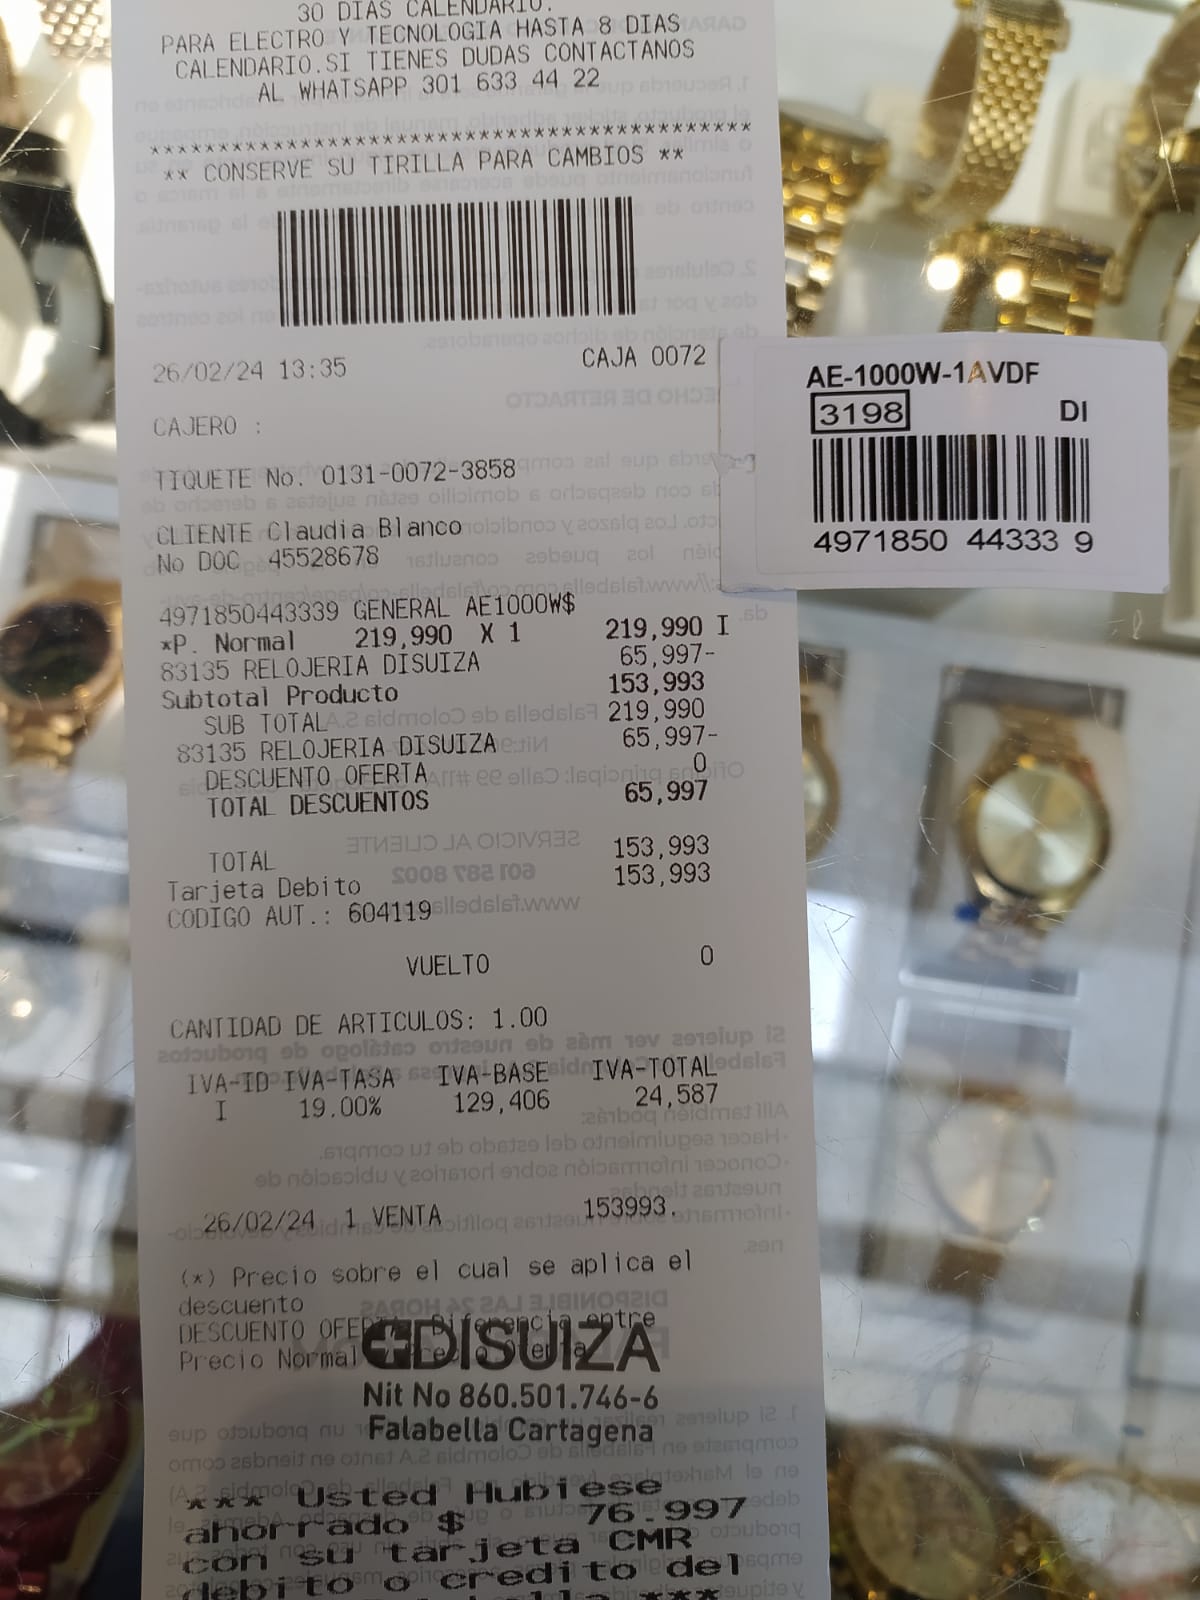 30 DIAS CALENDARIO.
PARA ELECTRO Y TECNOLOGIA HASTA 8 DIAS
CALENDARIO.SI TIENES DUDAS CONTACTANOS
AL WHATSAPP 301 633 44 22
*******************************************
** CONSERVE SU TIRILLA PARA CAMBIOS **
26/02/24 13:35 CAJA 0072
CAJERO :
TIQUETE No. 0131-0072-3858
CLIENTE Claudia Blanco
No DOC 45528678
4971850443339 GENERAL AE1000W$
*P. Normal 219,990 X 1 219,990 I
83135 RELOJERIA DISUIZA 65,997-
Subtotal Producto 153,993
SUB TOTAL 219,990
83135 RELOJERIA DISUIZA 65,997-
DESCUENTO OFERTA 0
TOTAL DESCUENTOS 65,997
TOTAL 153,993
Tarjeta Debito 153,993
CODIGO AUT.: 604119
VUELTO 0
CANTIDAD DE ARTICULOS: 1.00
IVA-ID IVA-TASA IVA-BASE IVA-TOTAL
I 19.00% 129,406 24,587
26/02/24 1 VENTA 153993.
(*) Precio sobre el cual se aplica el
descuento
DESCUENTO OFERTA Diferencia entre
Precio Normal
DISUIZA
Nit No 860.501.746-6
Falabella Cartagena
*** Usted Hubiese
ahorrado $ 76.997
con su tarjeta CMR
debito o credito del
AE-1000W-1AVDF
3198 DI
4971850 44333 9